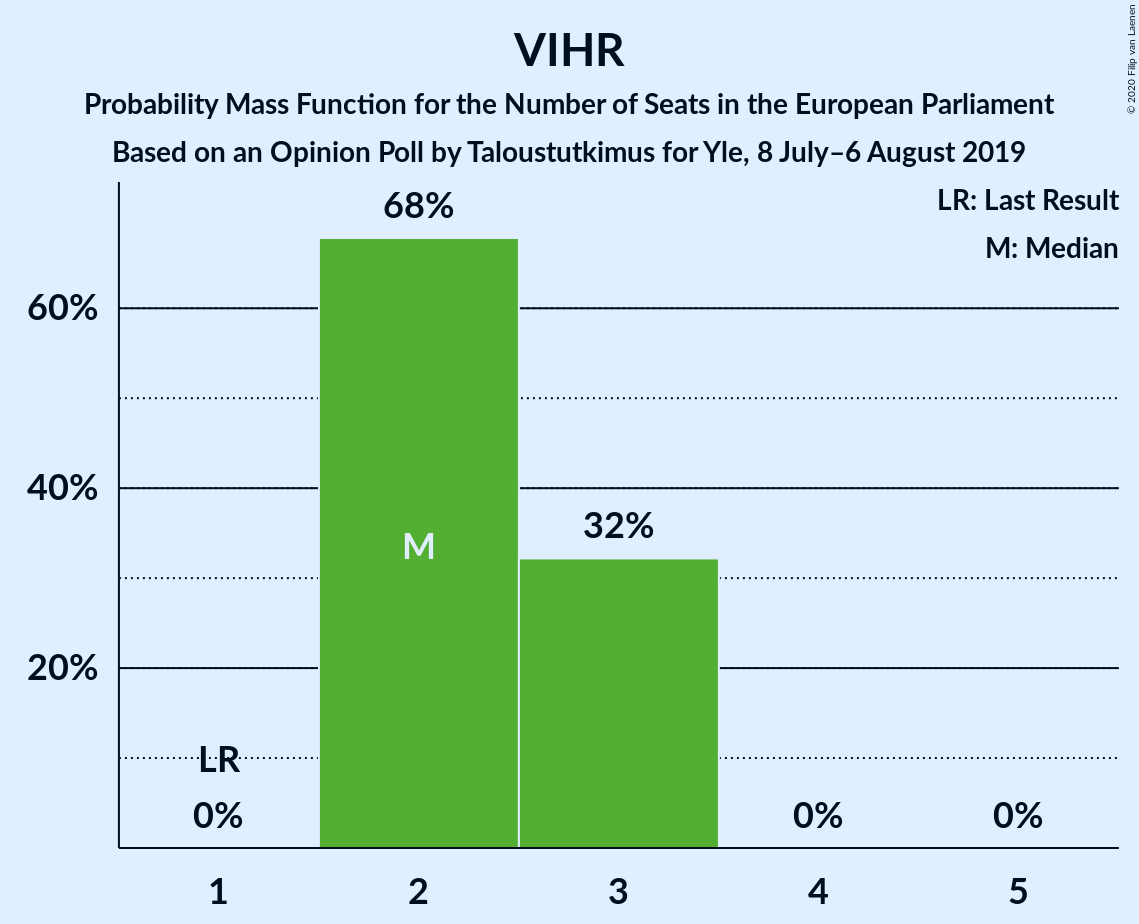 VIHR
Probability Mass Function for the Number of Seats in the European Parliament
Based on an Opinion Poll by Taloustutkimus for Yle, 8 July–6 August 2019
© 2020 Filip van Laenen
LR: Last Result
M: Median
68%
60%
40%
32%
M
20%
LR
0%
0%
0%
1
2
3
4
5